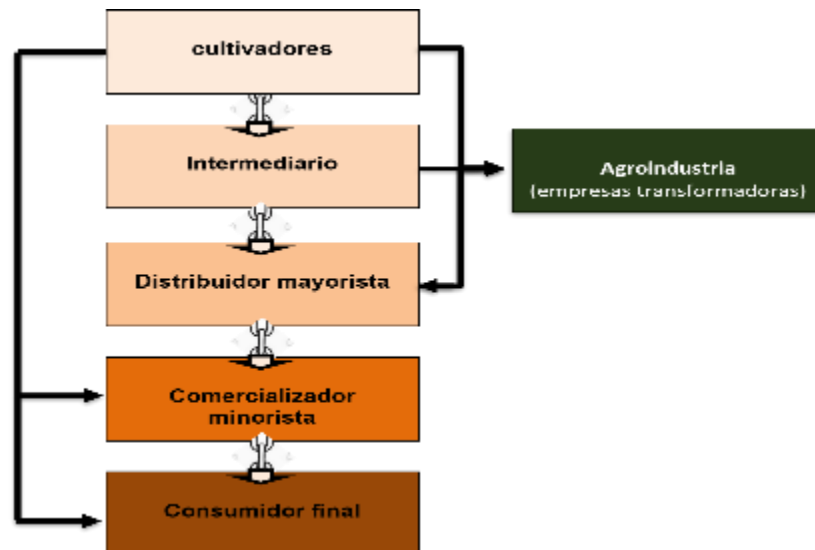 cultivadores
Intermediario
Agroindustria
(empresas transformadoras)
Distribuidor mayorista
Comercializador
minorista
Consumidor final